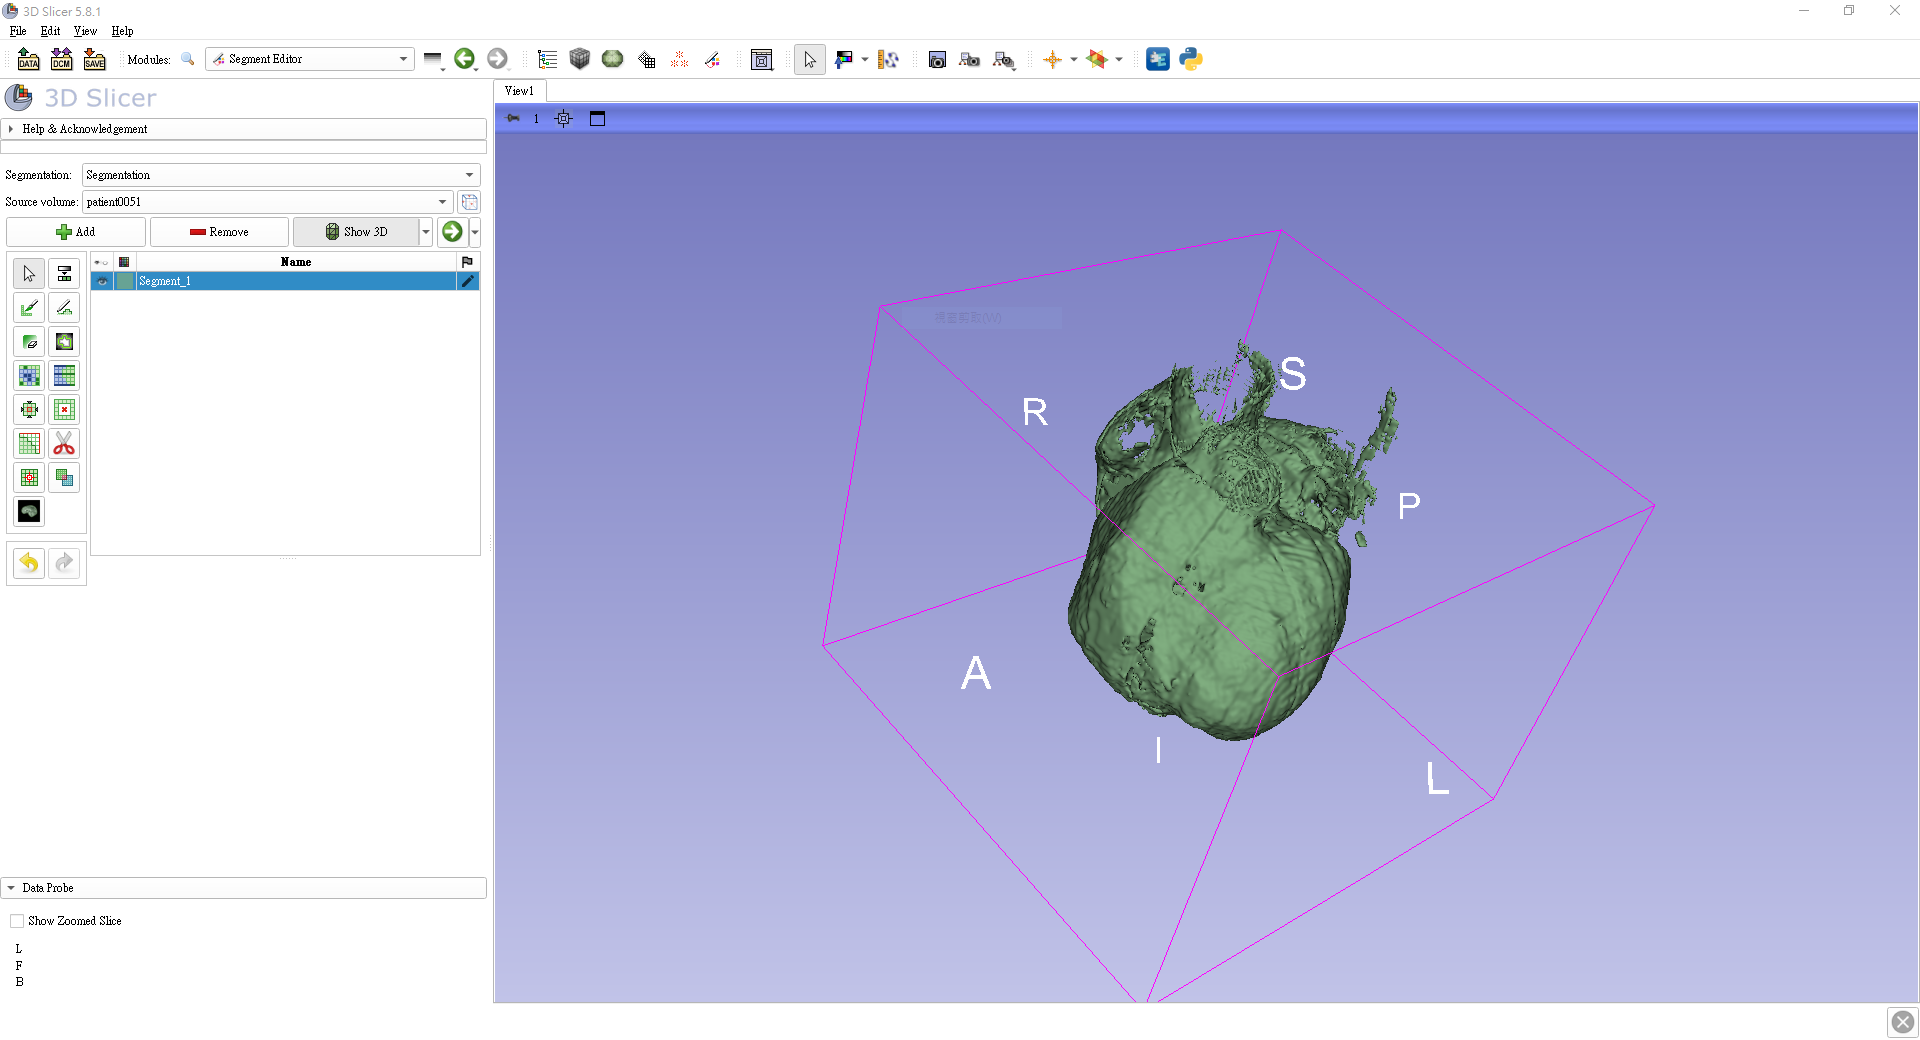 3D Slicer 5.8.1
File Edit View Help
DATA DCM SAVE Modules: Segment Editor
3D Slicer
Help & Acknowledgement
Segmentation: Segmentation
Source volume: patient0051
Add Remove Show 3D
Name
Segment_1
Data Probe
Show Zoomed Slice
L
F
B
View1
1
S
R
P
A
I
L